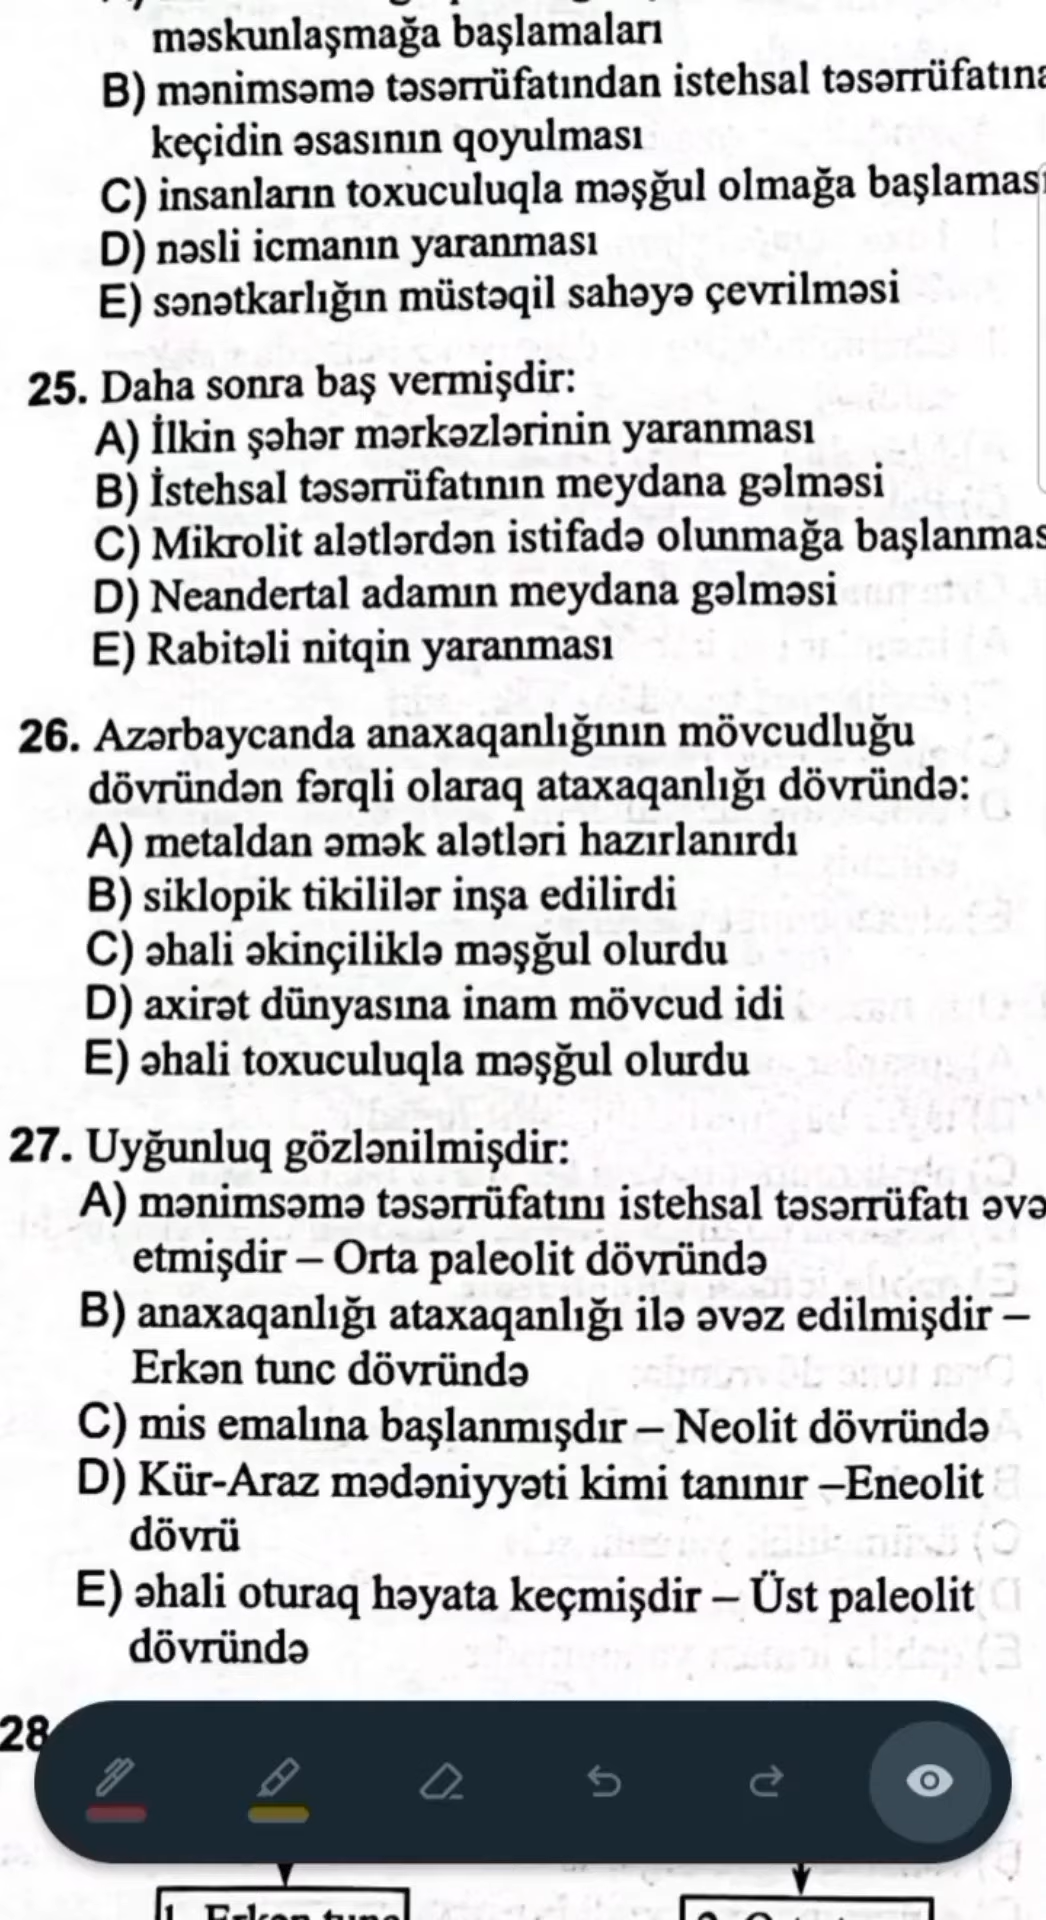 məskunlaşmağa başlamaları
B) mənimsəmə təsərrüfatından istehsal təsərrüfatına
keçidin əsasının qoyulması
C) insanların toxuculuqla məşğul olmağa başlaması
D) nəsli icmanın yaranması
E) sənətkarlığın müstəqil sahəyə çevrilməsi
25. Daha sonra baş vermişdir:
A) İlkin şəhər mərkəzlərinin yaranması
B) İstehsal təsərrüfatının meydana gəlməsi
C) Mikrolit alətlərdən istifadə olunmağa başlanmas
D) Neandertal adamın meydana gəlməsi
E) Rabitəli nitqin yaranması
26. Azərbaycanda anaxaqanlığının mövcudluğu
dövründən fərqli olaraq ataxaqanlığı dövründə:
A) metaldan əmək alətləri hazırlanırdı
B) siklopik tikililər inşa edilirdi
C) əhali əkinçiliklə məşğul olurdu
D) axirət dünyasına inam mövcud idi
E) əhali toxuculuqla məşğul olurdu
27. Uyğunluq gözlənilmişdir:
A) mənimsəmə təsərrüfatını istehsal təsərrüfatı əvə
etmişdir – Orta paleolit dövründə
B) anaxaqanlığı ataxaqanlığı ilə əvəz edilmişdir –
Erkən tunc dövründə
C) mis emalına başlanmışdır – Neolit dövründə
D) Kür-Araz mədəniyyəti kimi tanınır –Eneolit
dövrü
E) əhali oturaq həyata keçmişdir – Üst paleolit
dövründə
28
1. Erkən tunc